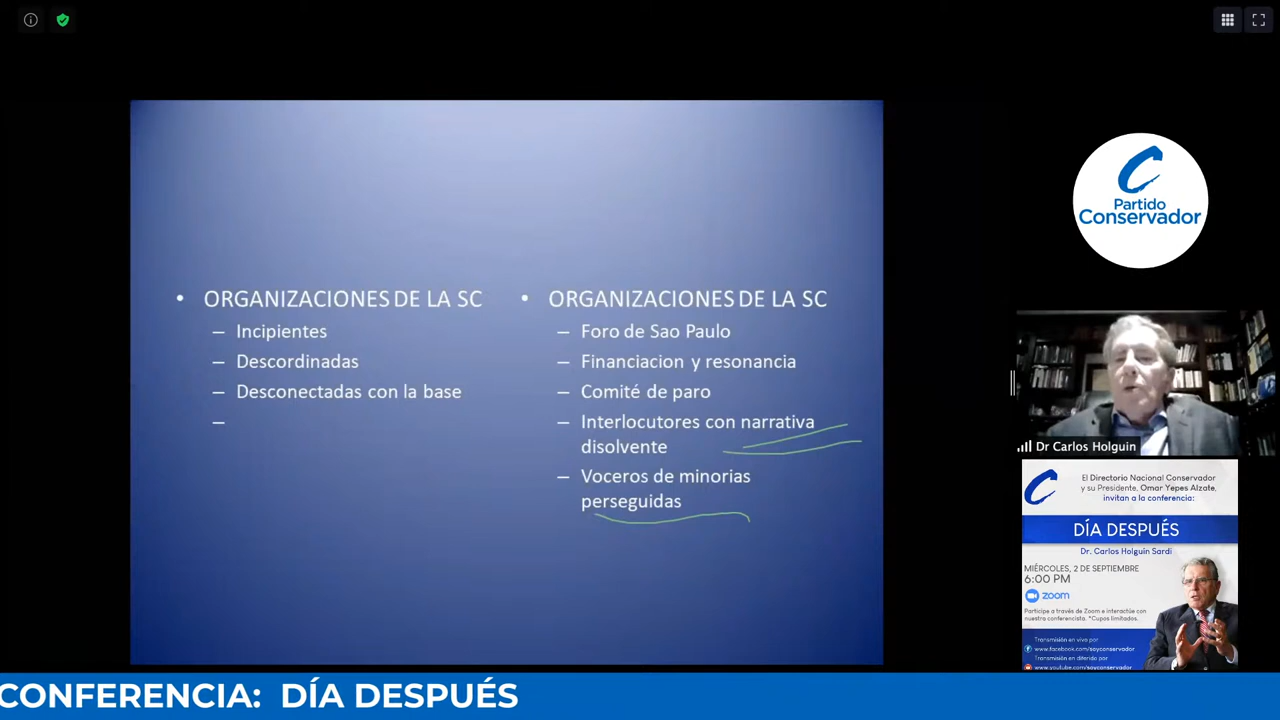 ORGANIZACIONES DE LA SC
– Incipientes
– Descordinadas
– Desconectadas con la base
–
ORGANIZACIONES DE LA SC
– Foro de Sao Paulo
– Financiacion y resonancia
– Comité de paro
– Interlocutores con narrativa
disolvente
– Voceros de minorias
perseguidas
Partido
Conservador
Dr Carlos Holguin
El Directorio Nacional Conservador
y su Presidente, Omar Yepes Alzate,
invitan a la conferencia:
DÍA DESPUÉS
Dr. Carlos Holguín Sardi
MIÉRCOLES, 2 DE SEPTIEMBRE
6:00 PM
zoom
Participe a través de Zoom e interactúe con
nuestro conferencista. *Cupos limitados.
Transmisión en vivo por
www.facebook.com/soyconservador
Transmisión en diferido por
www.youtube.com/soyconservador
CONFERENCIA: DÍA DESPUÉS